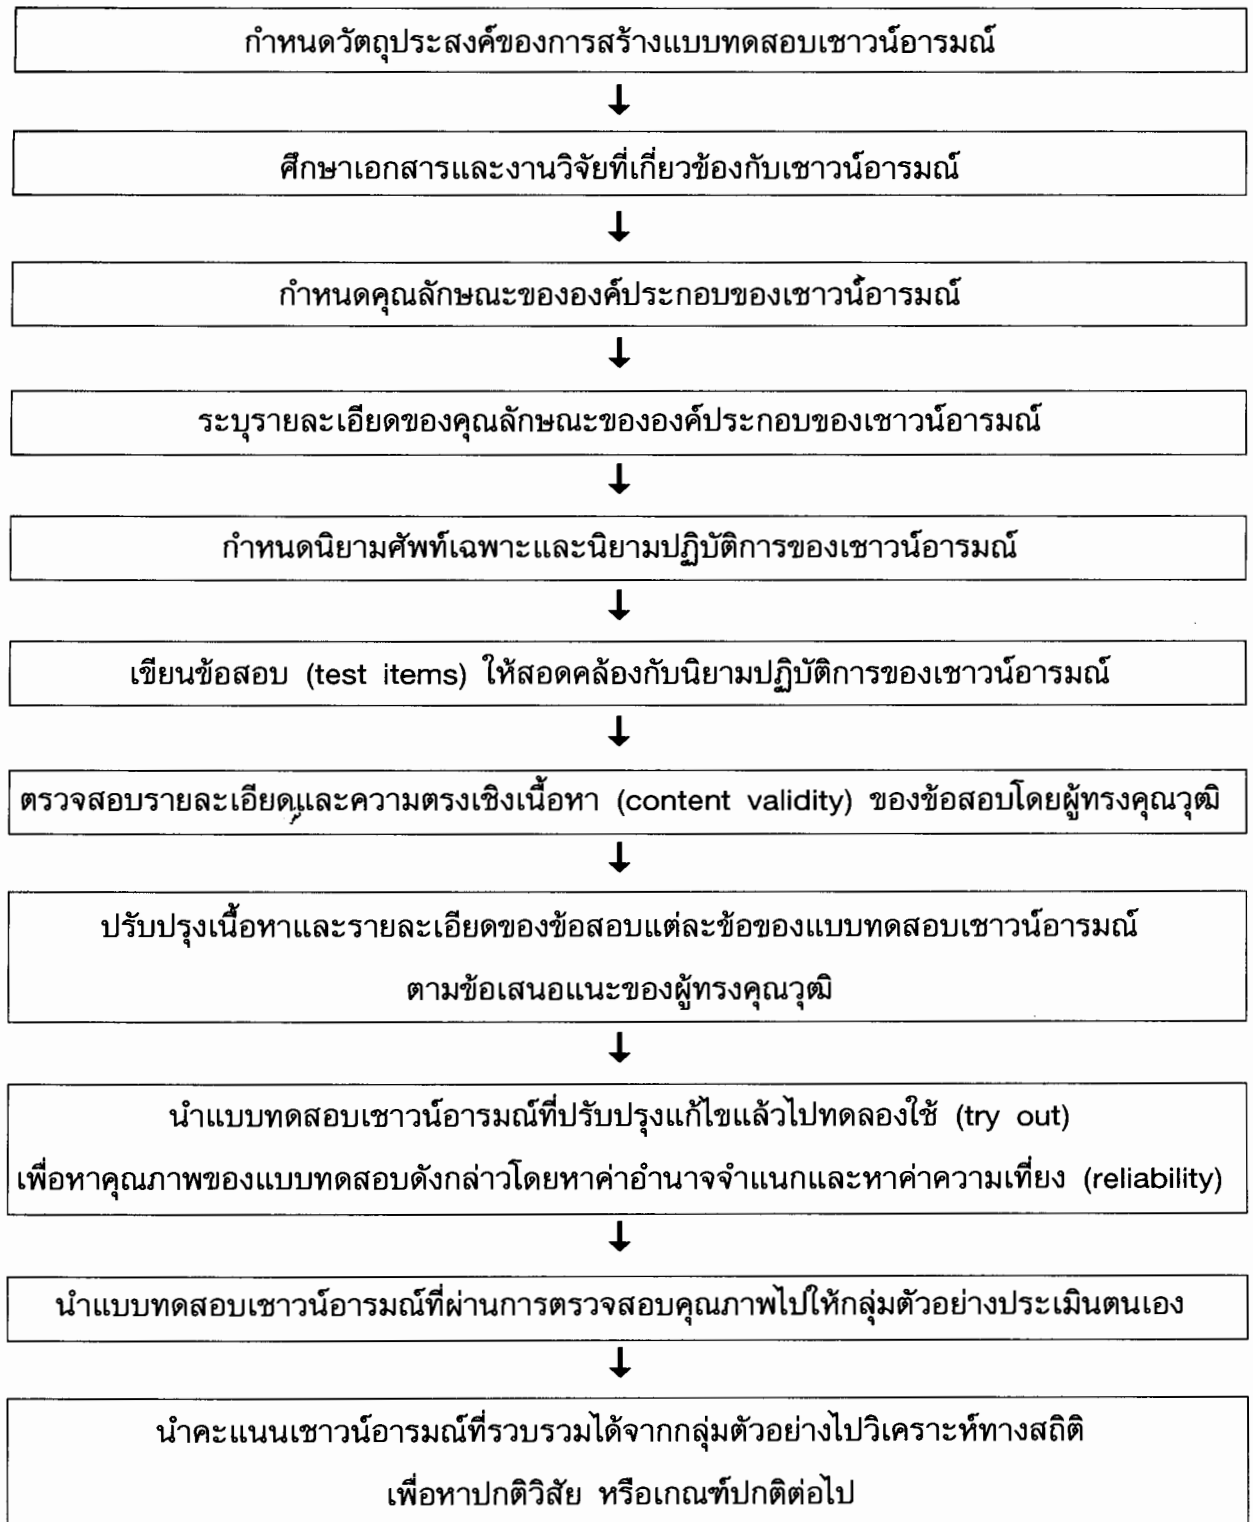 กำหนดวัตถุประสงค์ของการสร้างแบบทดสอบเชาวน์อารมณ์
ศึกษาเอกสารและงานวิจัยที่เกี่ยวข้องกับเชาวน์อารมณ์
กำหนดคุณลักษณะขององค์ประกอบของเชาวน์อารมณ์
ระบุรายละเอียดของคุณลักษณะขององค์ประกอบของเชาวน์อารมณ์
กำหนดนิยามศัพท์เฉพาะและนิยามปฏิบัติการของเชาวน์อารมณ์
เขียนข้อสอบ (test items) ให้สอดคล้องกับนิยามปฏิบัติการของเชาวน์อารมณ์
ตรวจสอบรายละเอียดและความตรงเชิงเนื้อหา (content validity) ของข้อสอบโดยผู้ทรงคุณวุฒิ
ปรับปรุงเนื้อหาและรายละเอียดของข้อสอบแต่ละข้อของแบบทดสอบเชาวน์อารมณ์
ตามข้อเสนอแนะของผู้ทรงคุณวุฒิ
นำแบบทดสอบเชาวน์อารมณ์ที่ปรับปรุงแก้ไขแล้วไปทดลองใช้ (try out)
เพื่อหาคุณภาพของแบบทดสอบดังกล่าวโดยหาค่าอำนาจจำแนกและหาค่าความเที่ยง (reliability)
นำแบบทดสอบเชาวน์อารมณ์ที่ผ่านการตรวจสอบคุณภาพไปให้กลุ่มตัวอย่างประเมินตนเอง
นำคะแนนเชาวน์อารมณ์ที่รวบรวมได้จากกลุ่มตัวอย่างไปวิเคราะห์ทางสถิติ
เพื่อหาปกติวิสัย หรือเกณฑ์ปกติต่อไป